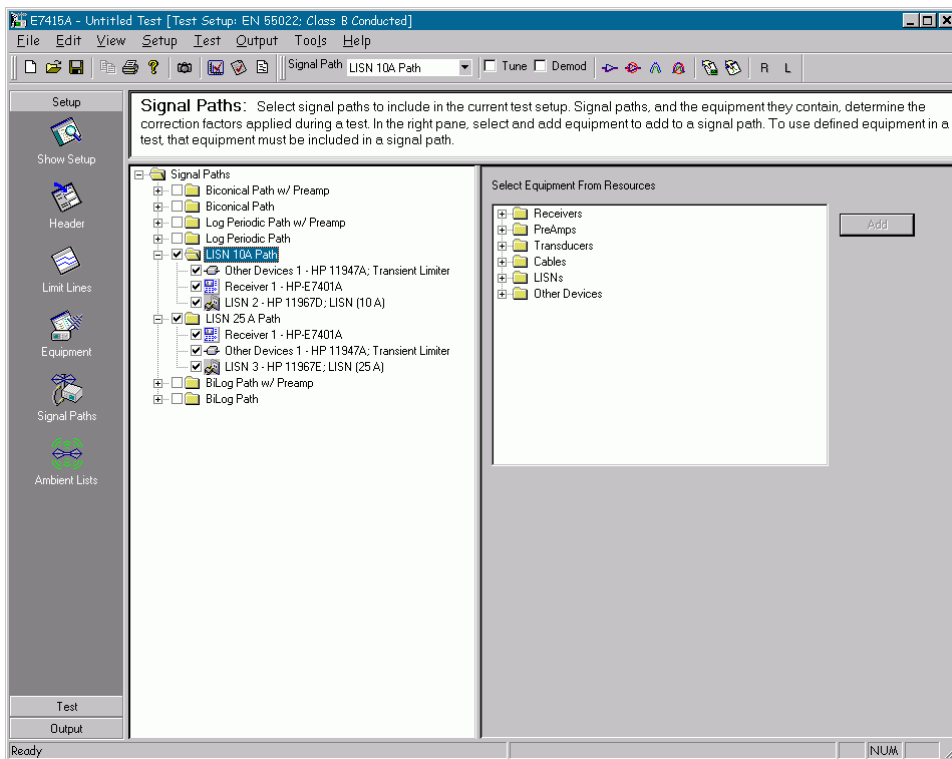 E7415A - Untitled Test [Test Setup: EN 55022; Class B Conducted]
File Edit View Setup Test Output Tools Help
Signal Path LISN 10A Path Tune Demod R L
Setup
Show Setup
Header
Limit Lines
Equipment
Signal Paths
Ambient Lists
Test
Output
Signal Paths: Select signal paths to include in the current test setup. Signal paths, and the equipment they contain, determine the
correction factors applied during a test. In the right pane, select and add equipment to add to a signal path. To use defined equipment in a
test, that equipment must be included in a signal path.
Signal Paths
Biconical Path w/ Preamp
Biconical Path
Log Periodic Path w/ Preamp
Log Periodic Path
LISN 10A Path
Other Devices 1 - HP 11947A; Transient Limiter
Receiver 1 - HP-E7401A
LISN 2 - HP 11967D; LISN (10 A)
LISN 25 A Path
Receiver 1 - HP-E7401A
Other Devices 1 - HP 11947A; Transient Limiter
LISN 3 - HP 11967E; LISN (25 A)
BiLog Path w/ Preamp
BiLog Path
Select Equipment From Resources
Receivers
PreAmps
Transducers
Cables
LISNs
Other Devices
Add
Ready
NUM